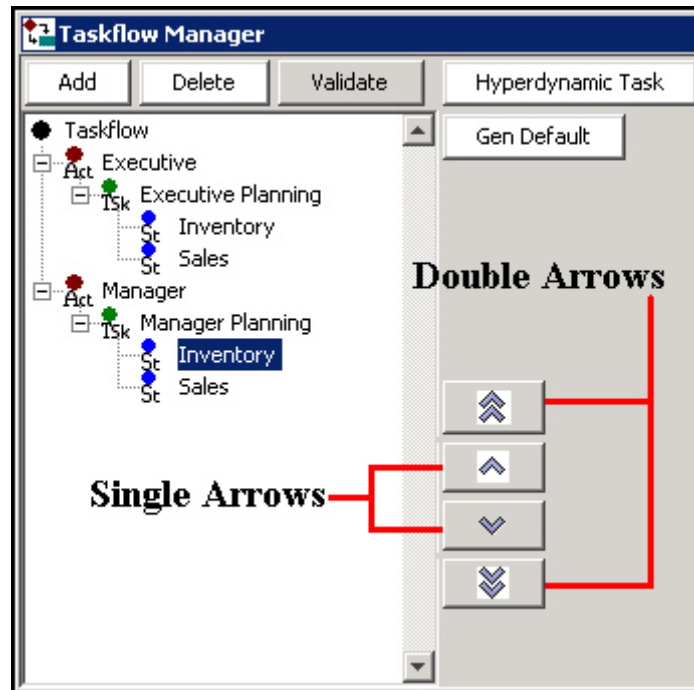 Taskflow Manager
Add Delete Validate Hyperdynamic Task
Gen Default
Taskflow
Act Executive
TSk Executive Planning
St Inventory
St Sales
Act Manager
TSk Manager Planning
St Inventory
St Sales
Double Arrows
Single Arrows